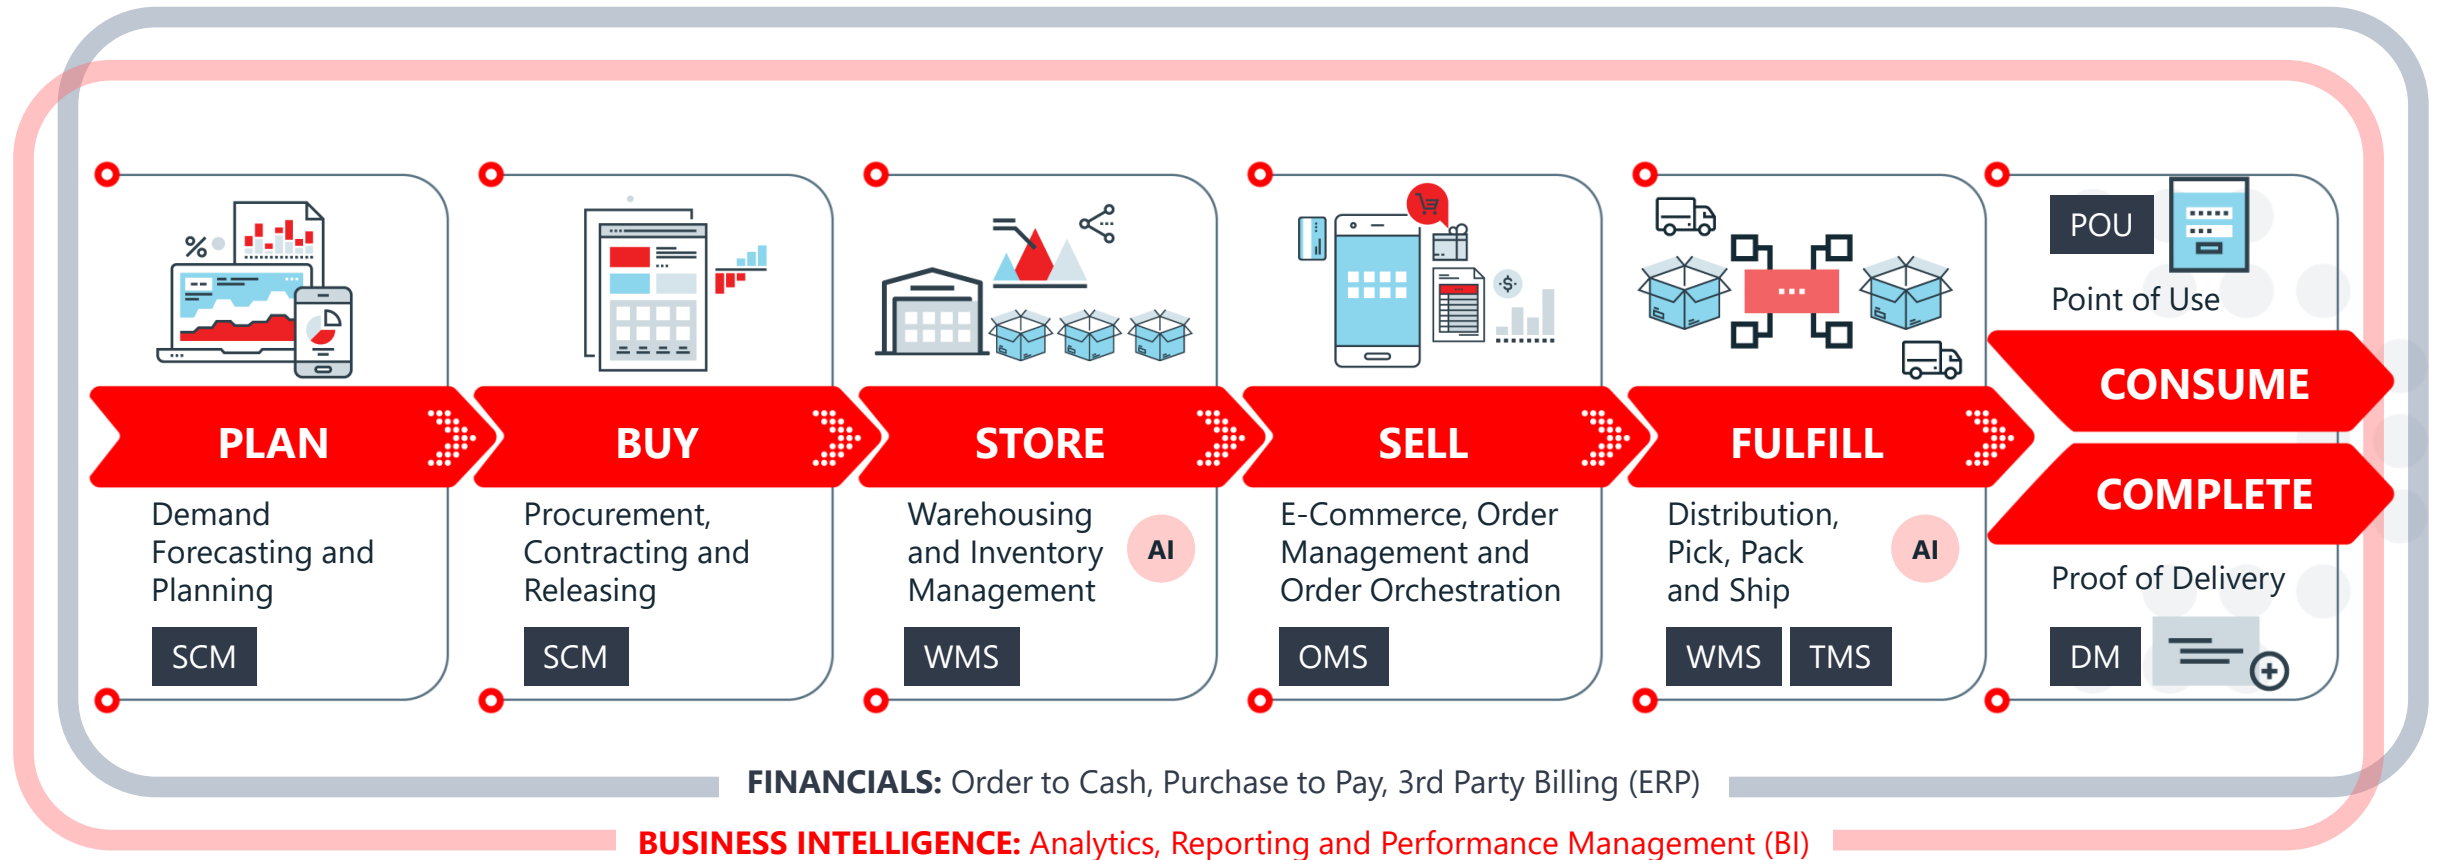 PLAN
Demand
Forecasting and
Planning
SCM
BUY
Procurement,
Contracting and
Releasing
SCM
STORE
Warehousing
and Inventory
Management
AI
WMS
SELL
E-Commerce, Order
Management and
Order Orchestration
OMS
FULFILL
Distribution,
Pick, Pack
and Ship
AI
WMS
TMS
POU
Point of Use
CONSUME
COMPLETE
Proof of Delivery
DM
FINANCIALS: Order to Cash, Purchase to Pay, 3rd Party Billing (ERP)
BUSINESS INTELLIGENCE: Analytics, Reporting and Performance Management (BI)
%
$